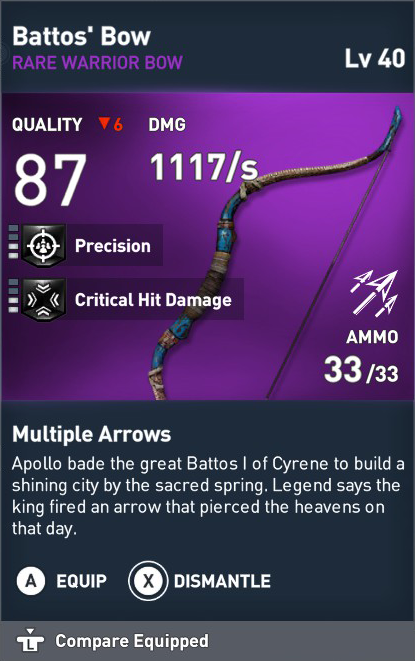 Battos' Bow
RARE WARRIOR BOW
Lv 40
QUALITY ▼6 DMG
87 1117/s
Precision
Critical Hit Damage
AMMO
33/33
Multiple Arrows
Apollo bade the great Battos I of Cyrene to build a
shining city by the sacred spring. Legend says the
king fired an arrow that pierced the heavens on
that day.
A EQUIP X DISMANTLE
L Compare Equipped